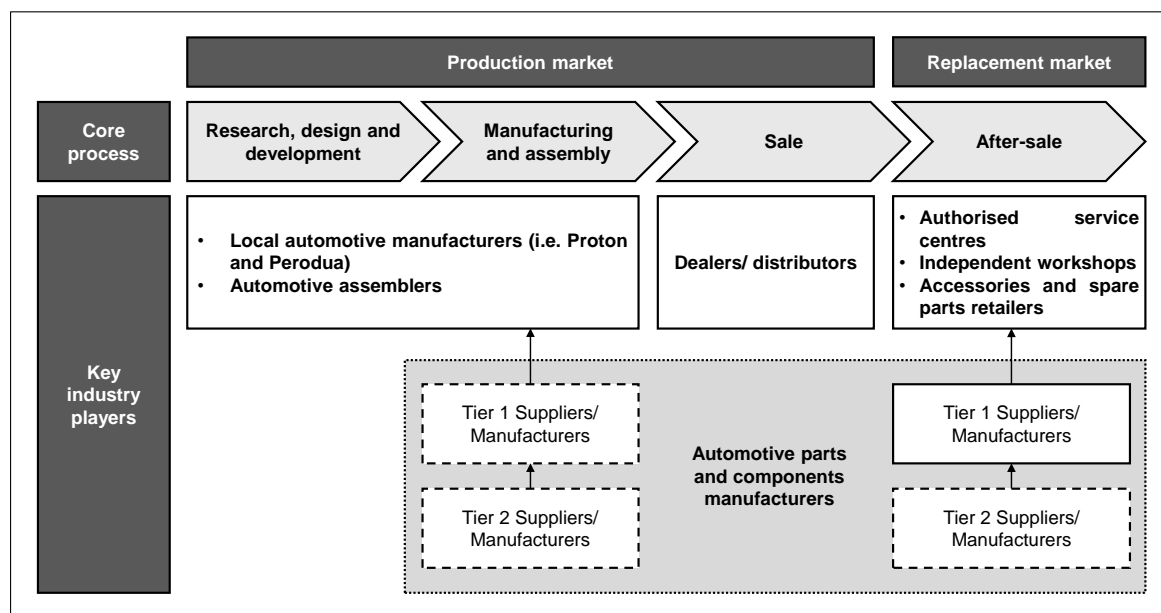 Production market
Replacement market
Core
process
Research, design and
development
Manufacturing
and assembly
Sale
After-sale
Key
industry
players
• Local automotive manufacturers (i.e. Proton
and Perodua)
• Automotive assemblers
Dealers/ distributors
• Authorised service
centres
• Independent workshops
• Accessories and spare
parts retailers
Tier 1 Suppliers/
Manufacturers
Tier 2 Suppliers/
Manufacturers
Automotive parts
and components
manufacturers
Tier 1 Suppliers/
Manufacturers
Tier 2 Suppliers/
Manufacturers